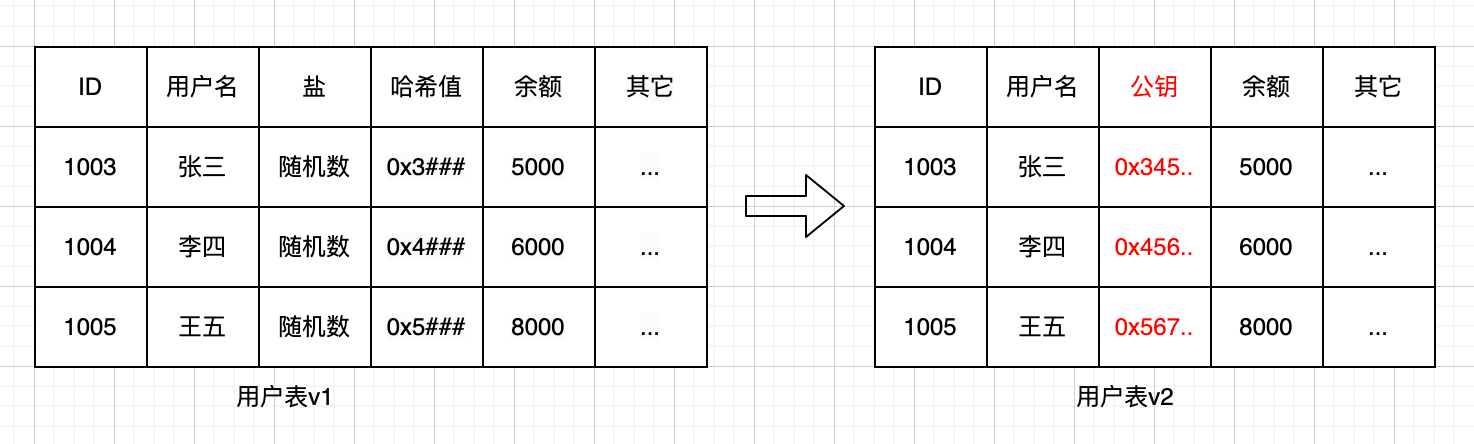 ID 用户名 盐 哈希值 余额 其它
1003 张三 随机数 0x3### 5000 ...
1004 李四 随机数 0x4### 6000 ...
1005 王五 随机数 0x5### 8000 ...
用户表v1
ID 用户名 公钥 余额 其它
1003 张三 0x345.. 5000 ...
1004 李四 0x456.. 6000 ...
1005 王五 0x567.. 8000 ...
用户表v2